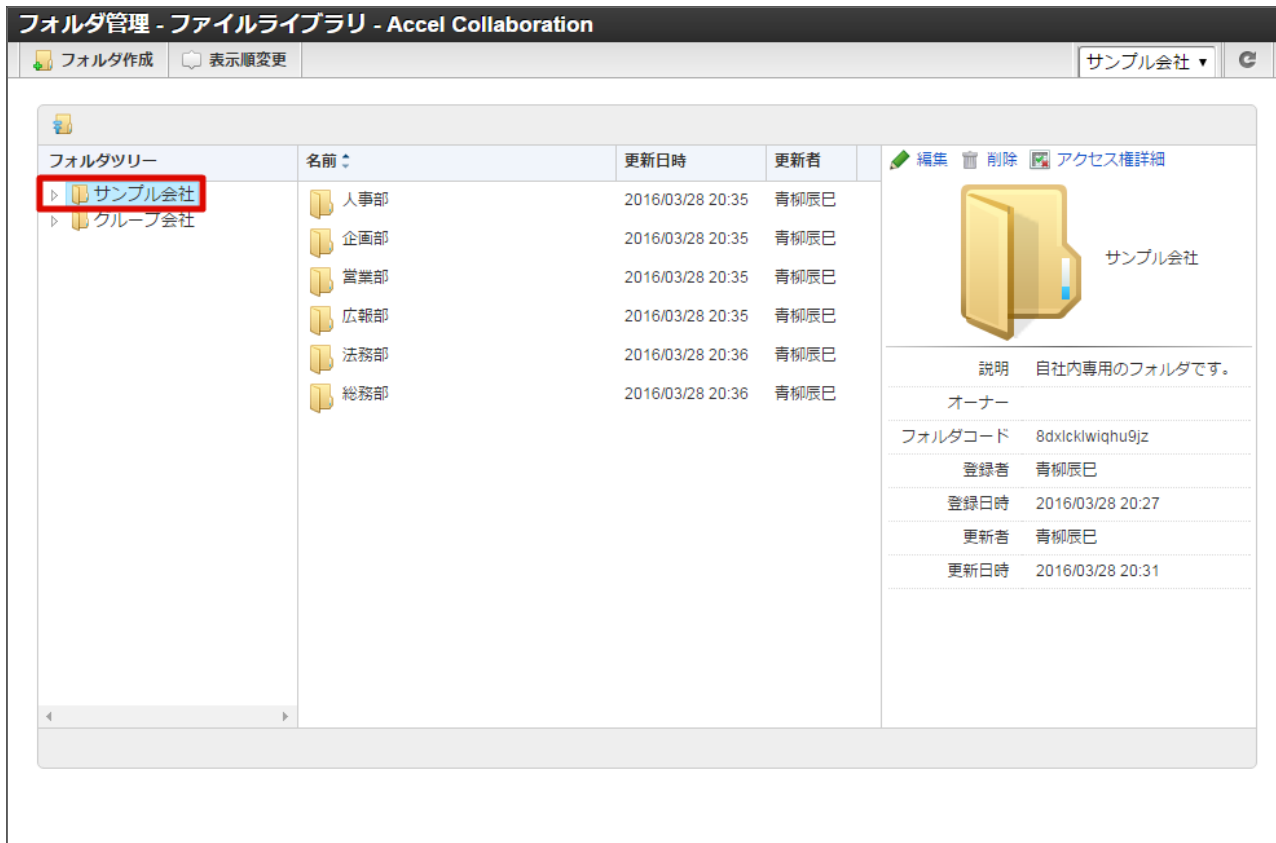 フォルダ管理 - ファイルライブラリ - Accel Collaboration
フォルダ作成 表示順変更 サンプル会社
フォルダツリー 名前 更新日時 更新者 編集 削除 アクセス権詳細
サンプル会社
グループ会社
人事部 2016/03/28 20:35 青柳辰巳
企画部 2016/03/28 20:35 青柳辰巳
営業部 2016/03/28 20:35 青柳辰巳
広報部 2016/03/28 20:35 青柳辰巳
法務部 2016/03/28 20:36 青柳辰巳
総務部 2016/03/28 20:36 青柳辰巳
サンプル会社
説明 自社内専用のフォルダです。
オーナー
フォルダコード 8dxlcklwiqhu9jz
登録者 青柳辰巳
登録日時 2016/03/28 20:27
更新者 青柳辰巳
更新日時 2016/03/28 20:31